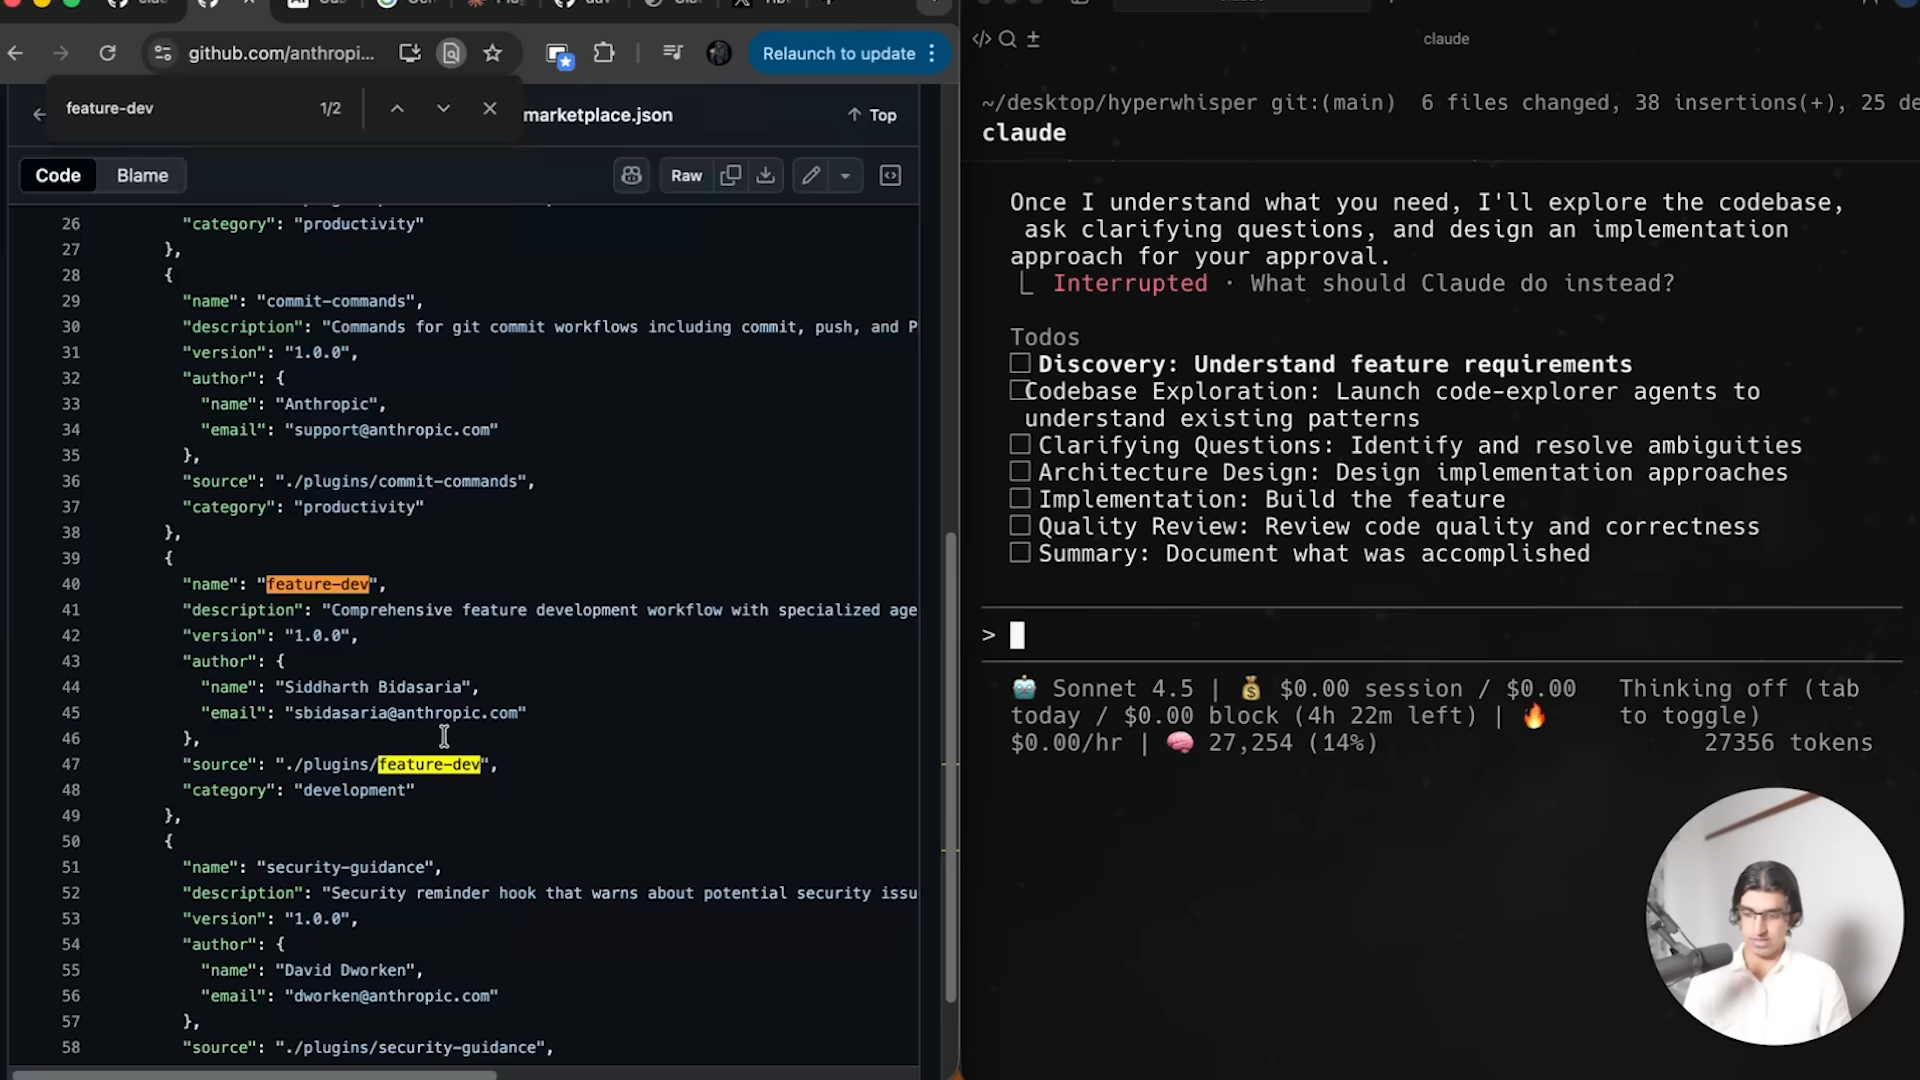 github.com/anthropi...
Relaunch to update
feature-dev
1/2
marketplace.json
Top
Code
Blame
Raw
26 "category": "productivity"
27 },
28 {
29 "name": "commit-commands",
30 "description": "Commands for git commit workflows including commit, push, and P
31 "version": "1.0.0",
32 "author": {
33 "name": "Anthropic",
34 "email": "support@anthropic.com"
35 },
36 "source": "./plugins/commit-commands",
37 "category": "productivity"
38 },
39 {
40 "name": "feature-dev",
41 "description": "Comprehensive feature development workflow with specialized age
42 "version": "1.0.0",
43 "author": {
44 "name": "Siddharth Bidasaria",
45 "email": "sbidasaria@anthropic.com"
46 },
47 "source": "./plugins/feature-dev",
48 "category": "development"
49 },
50 {
51 "name": "security-guidance",
52 "description": "Security reminder hook that warns about potential security issu
53 "version": "1.0.0",
54 "author": {
55 "name": "David Dworken",
56 "email": "dworken@anthropic.com"
57 },
58 "source": "./plugins/security-guidance",
claude
~/desktop/hyperwhisper git:(main) 6 files changed, 38 insertions(+), 25 de
claude
Once I understand what you need, I'll explore the codebase,
ask clarifying questions, and design an implementation
approach for your approval.
⎿ Interrupted · What should Claude do instead?
Todos
☐ Discovery: Understand feature requirements
☐ Codebase Exploration: Launch code-explorer agents to
understand existing patterns
☐ Clarifying Questions: Identify and resolve ambiguities
☐ Architecture Design: Design implementation approaches
☐ Implementation: Build the feature
☐ Quality Review: Review code quality and correctness
☐ Summary: Document what was accomplished
>
🤖 Sonnet 4.5 | 💰 $0.00 session / $0.00
today / $0.00 block (4h 22m left) | 🔥
$0.00/hr | 🧠 27,254 (14%)
Thinking off (tab
to toggle)
27356 tokens